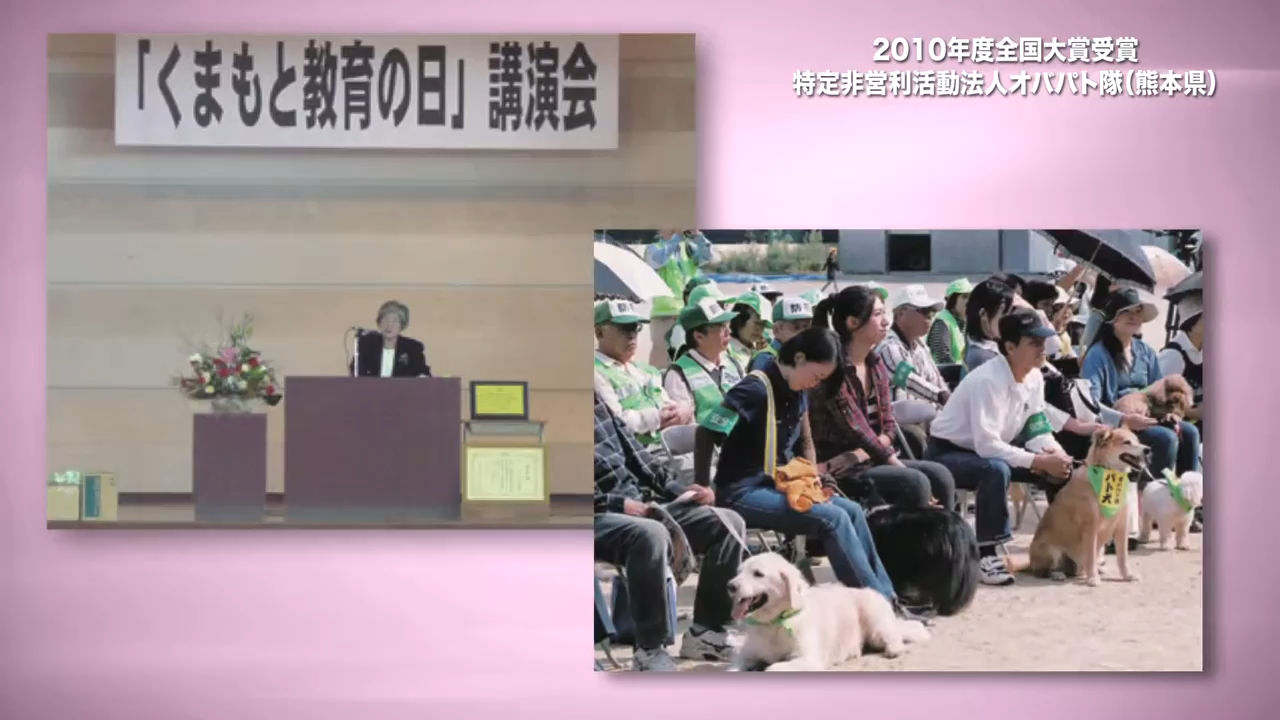 「くまもと教育の日」講演会
2010年度全国大賞受賞
特定非営利活動法人オバパト隊(熊本県)
パト犬